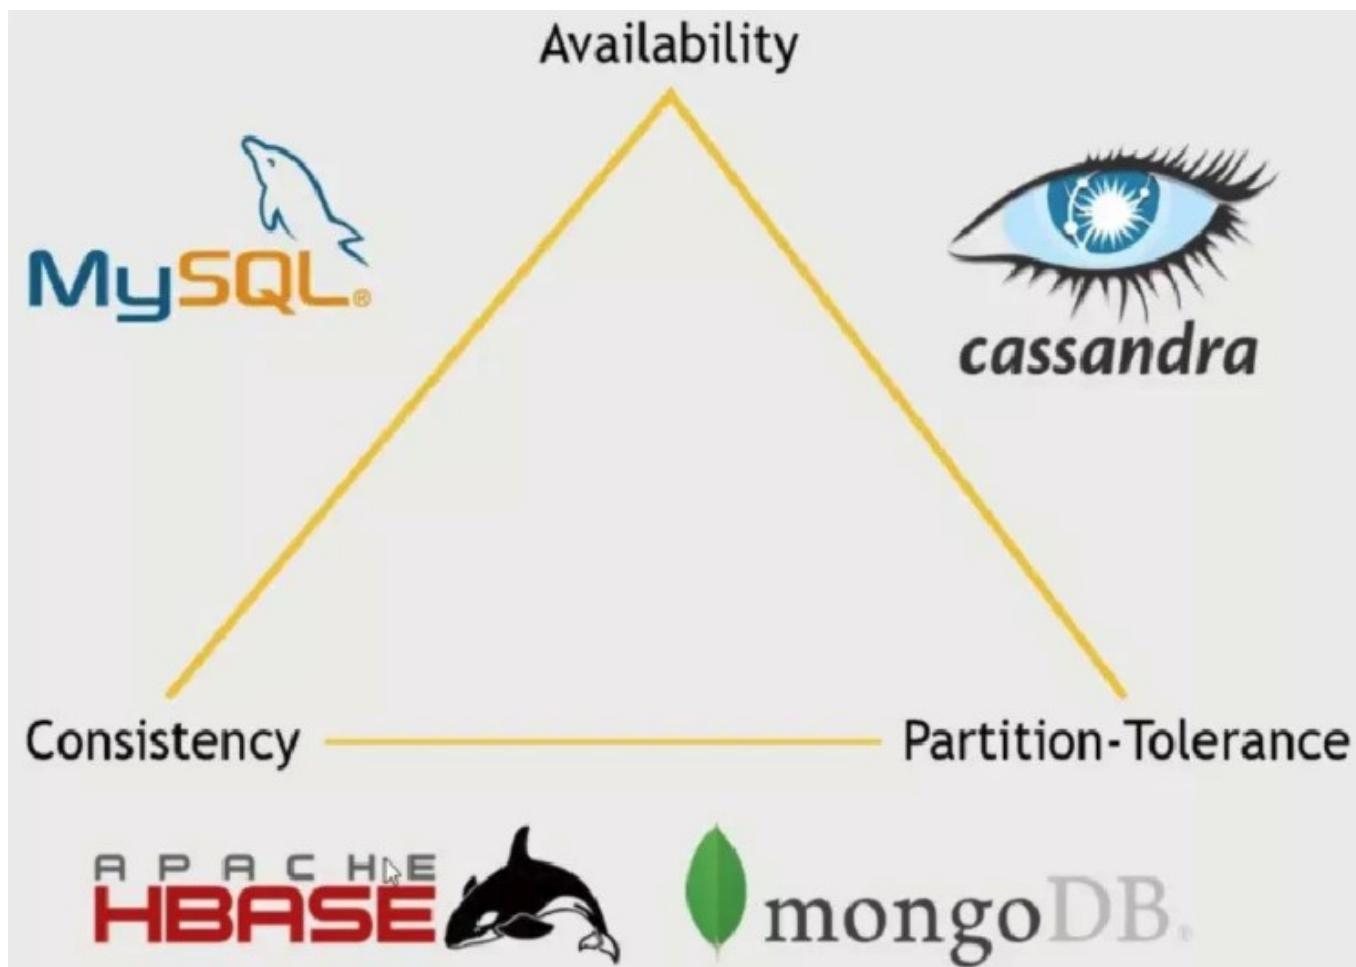 Availability
MySQL®
cassandra
Consistency
Partition-Tolerance
APACHE
HBASE
mongoDB®